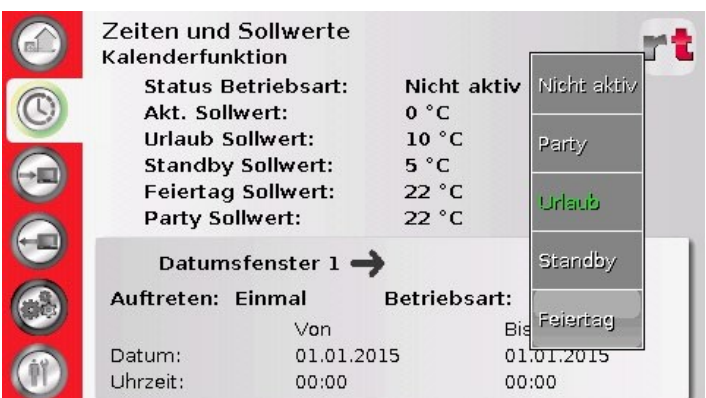 Zeiten und Sollwerte
rt
Kalenderfunktion
Status Betriebsart: Nicht aktiv
Akt. Sollwert: 0 °C
Urlaub Sollwert: 10 °C
Standby Sollwert: 5 °C
Feiertag Sollwert: 22 °C
Party Sollwert: 22 °C
Nicht aktiv
Party
Urlaub
Standby
Feiertag
Datumsfenster 1
Auftreten: Einmal Betriebsart:
Von Bis
Datum: 01.01.2015 01.01.2015
Uhrzeit: 00:00 00:00